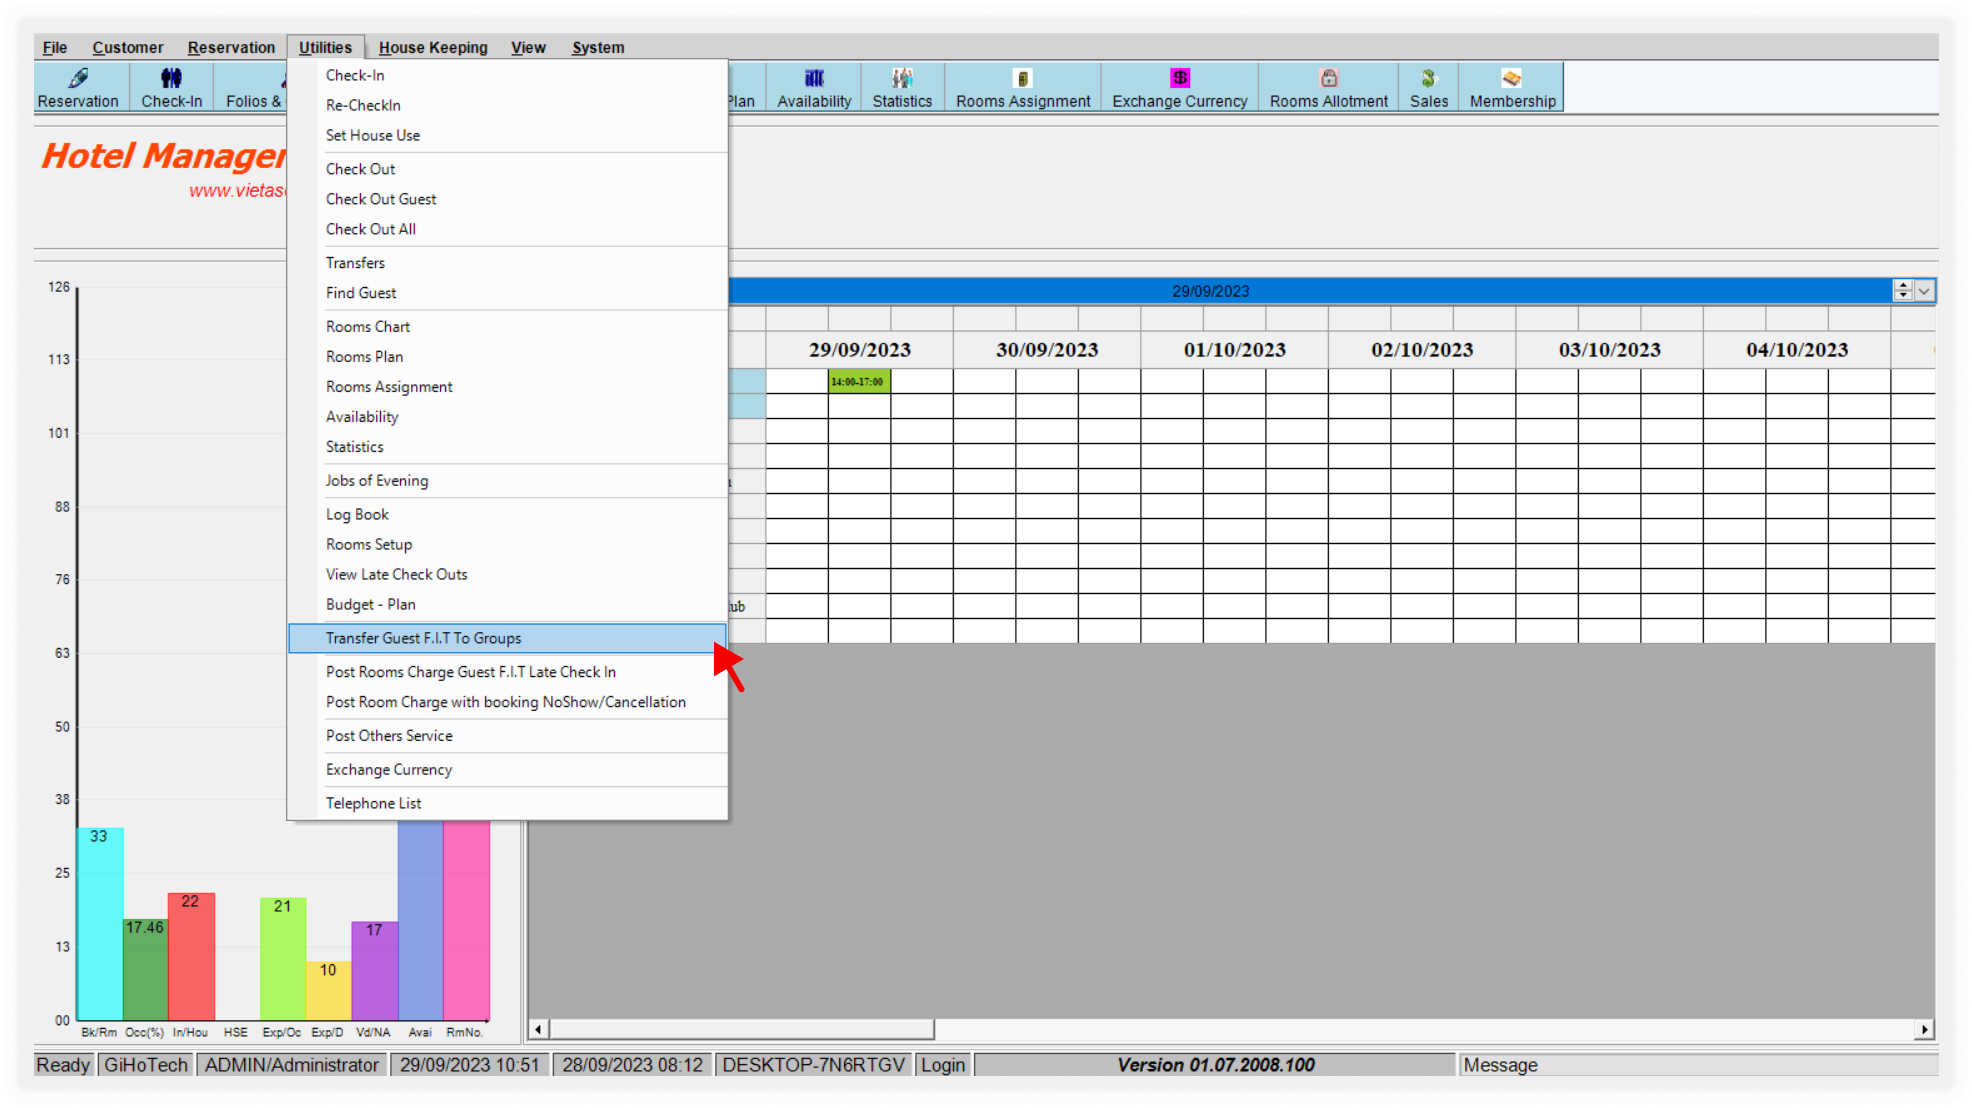 File Customer Reservation Utilities House Keeping View System
Reservation Check-In Folios & Plan Availability Statistics Rooms Assignment Exchange Currency Rooms Allotment Sales Membership
Hotel Manager
www.vietaso
Check-In
Re-CheckIn
Set House Use
Check Out
Check Out Guest
Check Out All
Transfers
Find Guest
Rooms Chart
Rooms Plan
Rooms Assignment
Availability
Statistics
Jobs of Evening
Log Book
Rooms Setup
View Late Check Outs
Budget - Plan
Transfer Guest F.I.T To Groups
Post Rooms Charge Guest F.I.T Late Check In
Post Room Charge with booking NoShow/Cancellation
Post Others Service
Exchange Currency
Telephone List
29/09/2023
29/09/2023 30/09/2023 01/10/2023 02/10/2023 03/10/2023 04/10/2023
14:00-17:00
126
113
101
88
76
63
50
38
25
13
00
33
17.46
22
21
10
17
Bk/Rm Occ(%) In/Hou HSE Exp/Oc Exp/D Vd/NA Avai RmNo.
Ready GiHoTech ADMIN/Administrator 29/09/2023 10:51 28/09/2023 08:12 DESKTOP-7N6RTGV Login Version 01.07.2008.100 Message